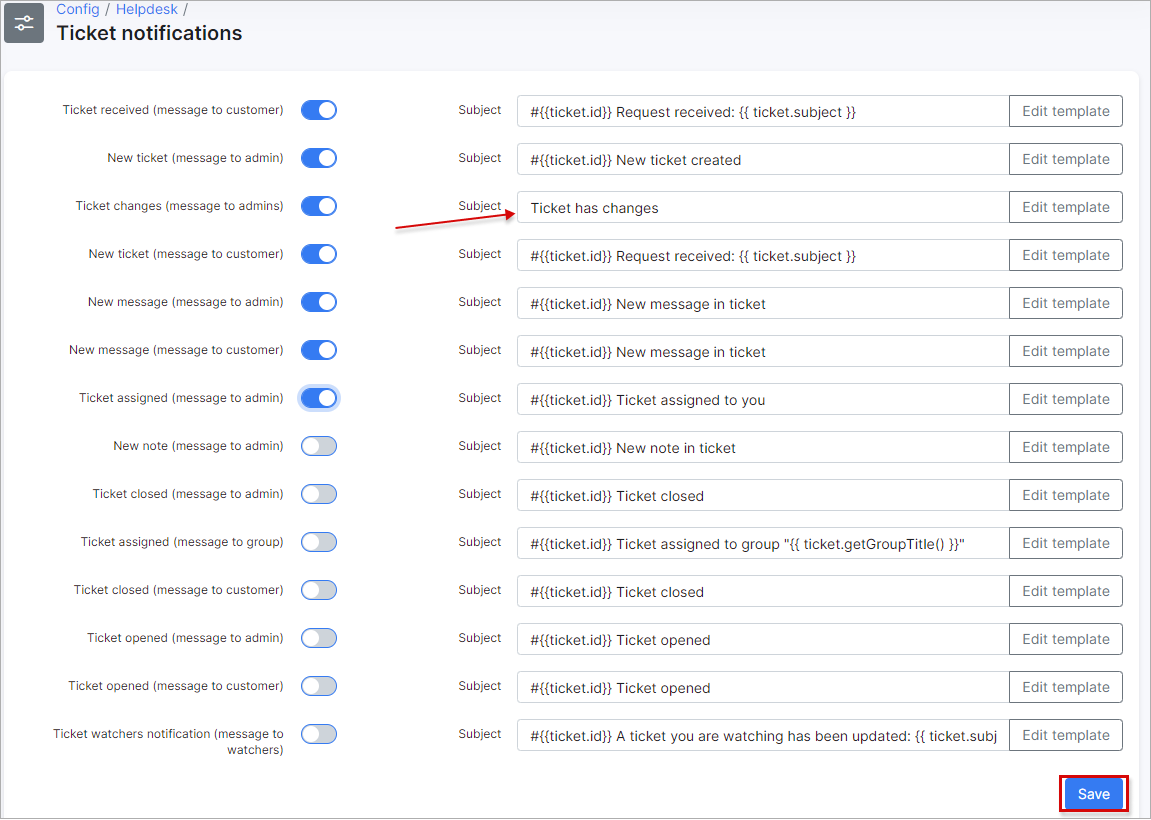 Config / Helpdesk /
Ticket notifications
Ticket received (message to customer) Subject #{{ticket.id}} Request received: {{ ticket.subject }} Edit template
New ticket (message to admin) Subject #{{ticket.id}} New ticket created Edit template
Ticket changes (message to admins) Subject Ticket has changes Edit template
New ticket (message to customer) Subject #{{ticket.id}} Request received: {{ ticket.subject }} Edit template
New message (message to admin) Subject #{{ticket.id}} New message in ticket Edit template
New message (message to customer) Subject #{{ticket.id}} New message in ticket Edit template
Ticket assigned (message to admin) Subject #{{ticket.id}} Ticket assigned to you Edit template
New note (message to admin) Subject #{{ticket.id}} New note in ticket Edit template
Ticket closed (message to admin) Subject #{{ticket.id}} Ticket closed Edit template
Ticket assigned (message to group) Subject #{{ticket.id}} Ticket assigned to group "{{ ticket.getGroupTitle() }}" Edit template
Ticket closed (message to customer) Subject #{{ticket.id}} Ticket closed Edit template
Ticket opened (message to admin) Subject #{{ticket.id}} Ticket opened Edit template
Ticket opened (message to customer) Subject #{{ticket.id}} Ticket opened Edit template
Ticket watchers notification (message to Subject #{{ticket.id}} A ticket you are watching has been updated: {{ ticket.subj Edit template
watchers)
Save